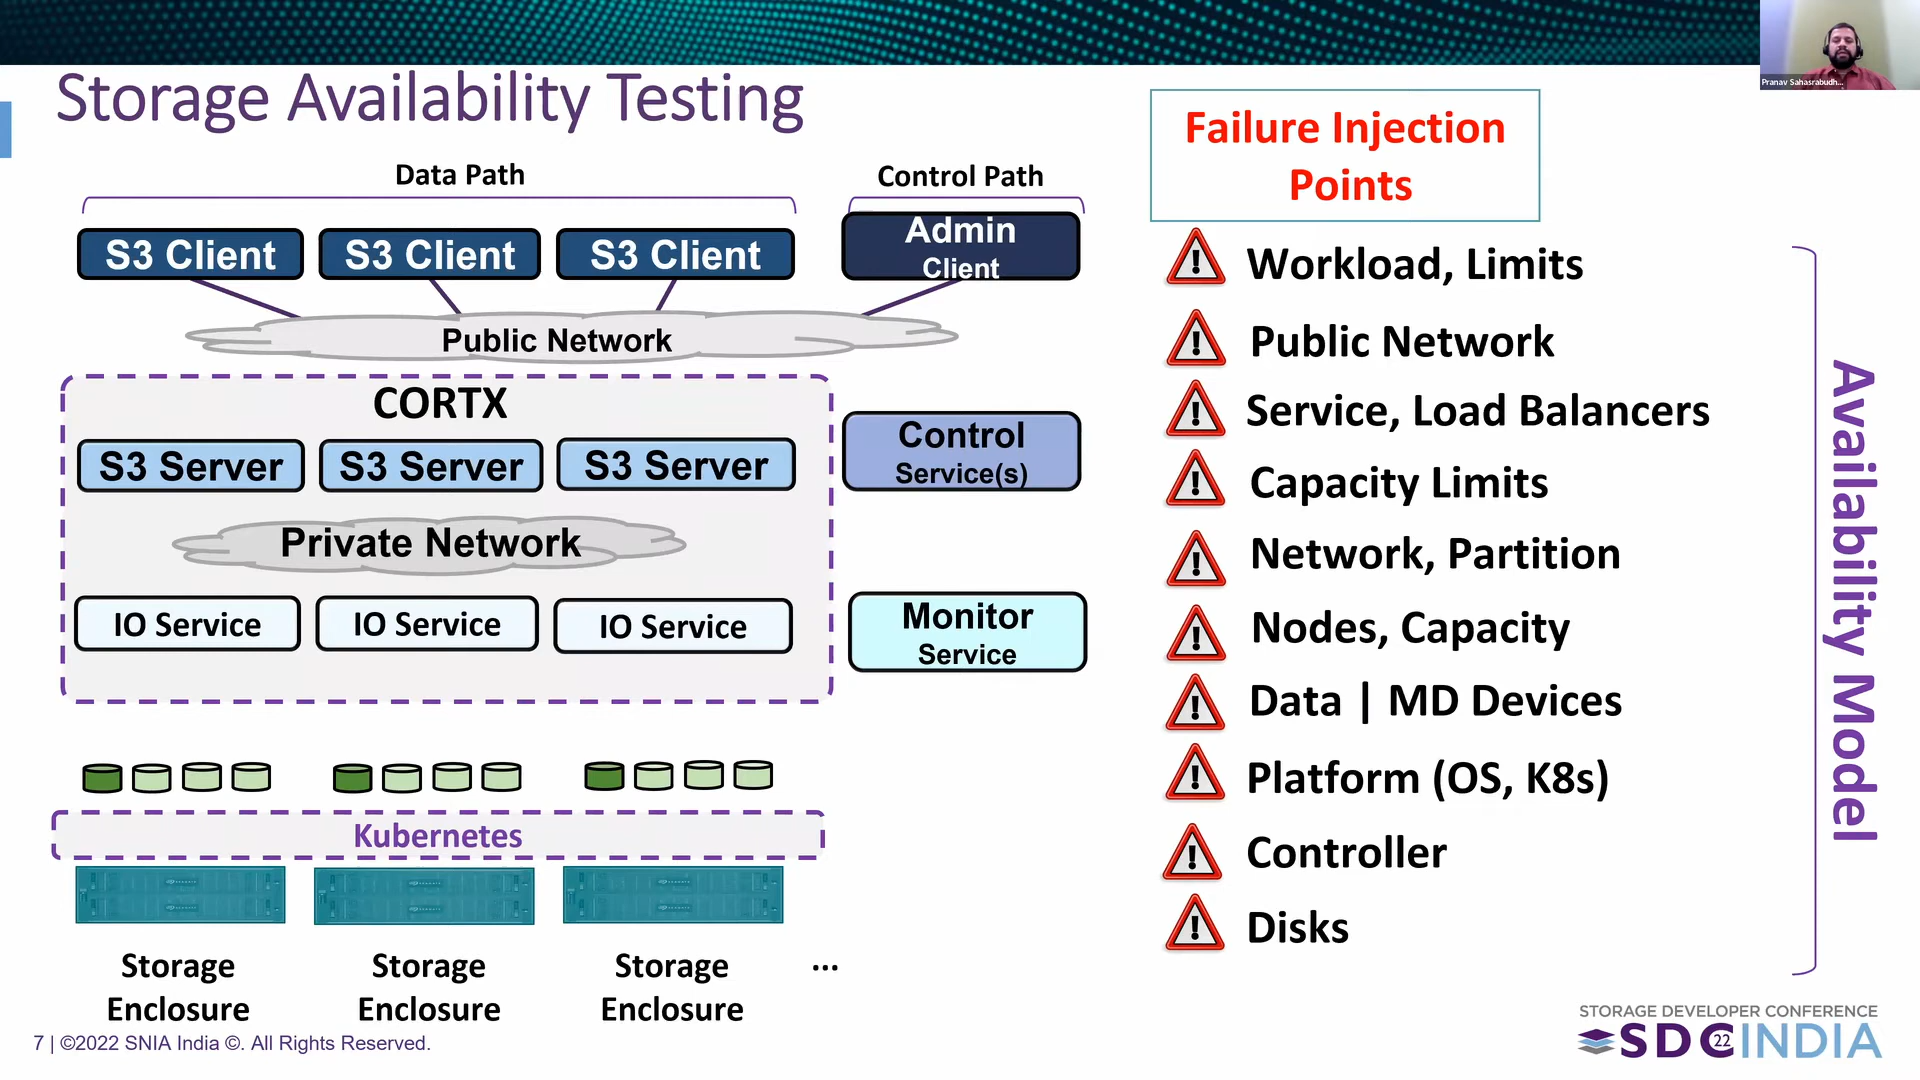 Pranav Sahasrabudh...
Storage Availability Testing
Data Path
Control Path
S3 Client
S3 Client
S3 Client
Admin
Client
Public Network
CORTX
S3 Server
S3 Server
S3 Server
Control
Service(s)
Private Network
IO Service
IO Service
IO Service
Monitor
Service
Kubernetes
Storage
Enclosure
Storage
Enclosure
Storage
Enclosure
...
Failure Injection
Points
Workload, Limits
Public Network
Service, Load Balancers
Capacity Limits
Network, Partition
Nodes, Capacity
Data | MD Devices
Platform (OS, K8s)
Controller
Disks
Availability Model
7 | ©2022 SNIA India ©. All Rights Reserved.
STORAGE DEVELOPER CONFERENCE
SDC 22 INDIA